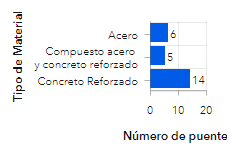 Tipo de Material
Acero
6
Compuesto acero
y concreto reforzado
5
Concreto Reforzado
14
0
10
20
Número de puente